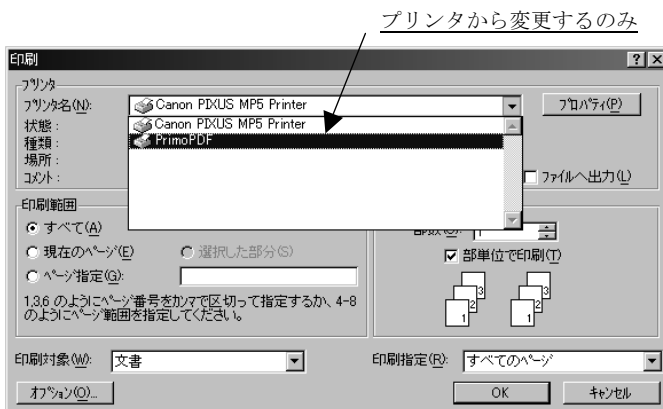 プリンタから変更するのみ
印刷
プリンタ
プリンタ名(N):
Canon PIXUS MP5 Printer
プロパティ(P)
状態:
Canon PIXUS MP5 Printer
種類:
PrimoPDF
場所:
コメント:
ファイルへ出力(L)
印刷範囲
すべて(A)
部数(C): 1
現在のページ(E)
選択した部分(S)
部単位で印刷(T)
ページ指定(G):
1,3,6 のようにページ番号をカンマで区切って指定するか、4-8
のようにページ範囲を指定してください。
3
2
1
3
2
1
印刷対象(W):
文書
印刷指定(R):
すべてのページ
オプション(O)...
OK
キャンセル